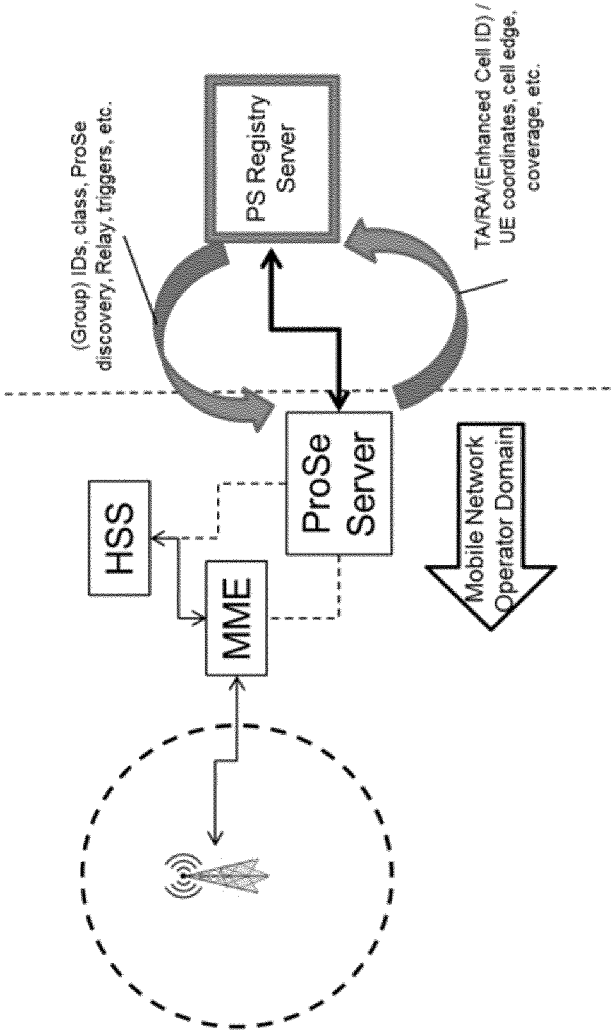 (Group) IDs, class, ProSe
discovery, Relay, triggers, etc.
HSS
MME
ProSe
Server
PS Registry
Server
TA/RA/(Enhanced Cell ID) /
UE coordinates, cell edge,
coverage, etc.
Mobile Network
Operator Domain